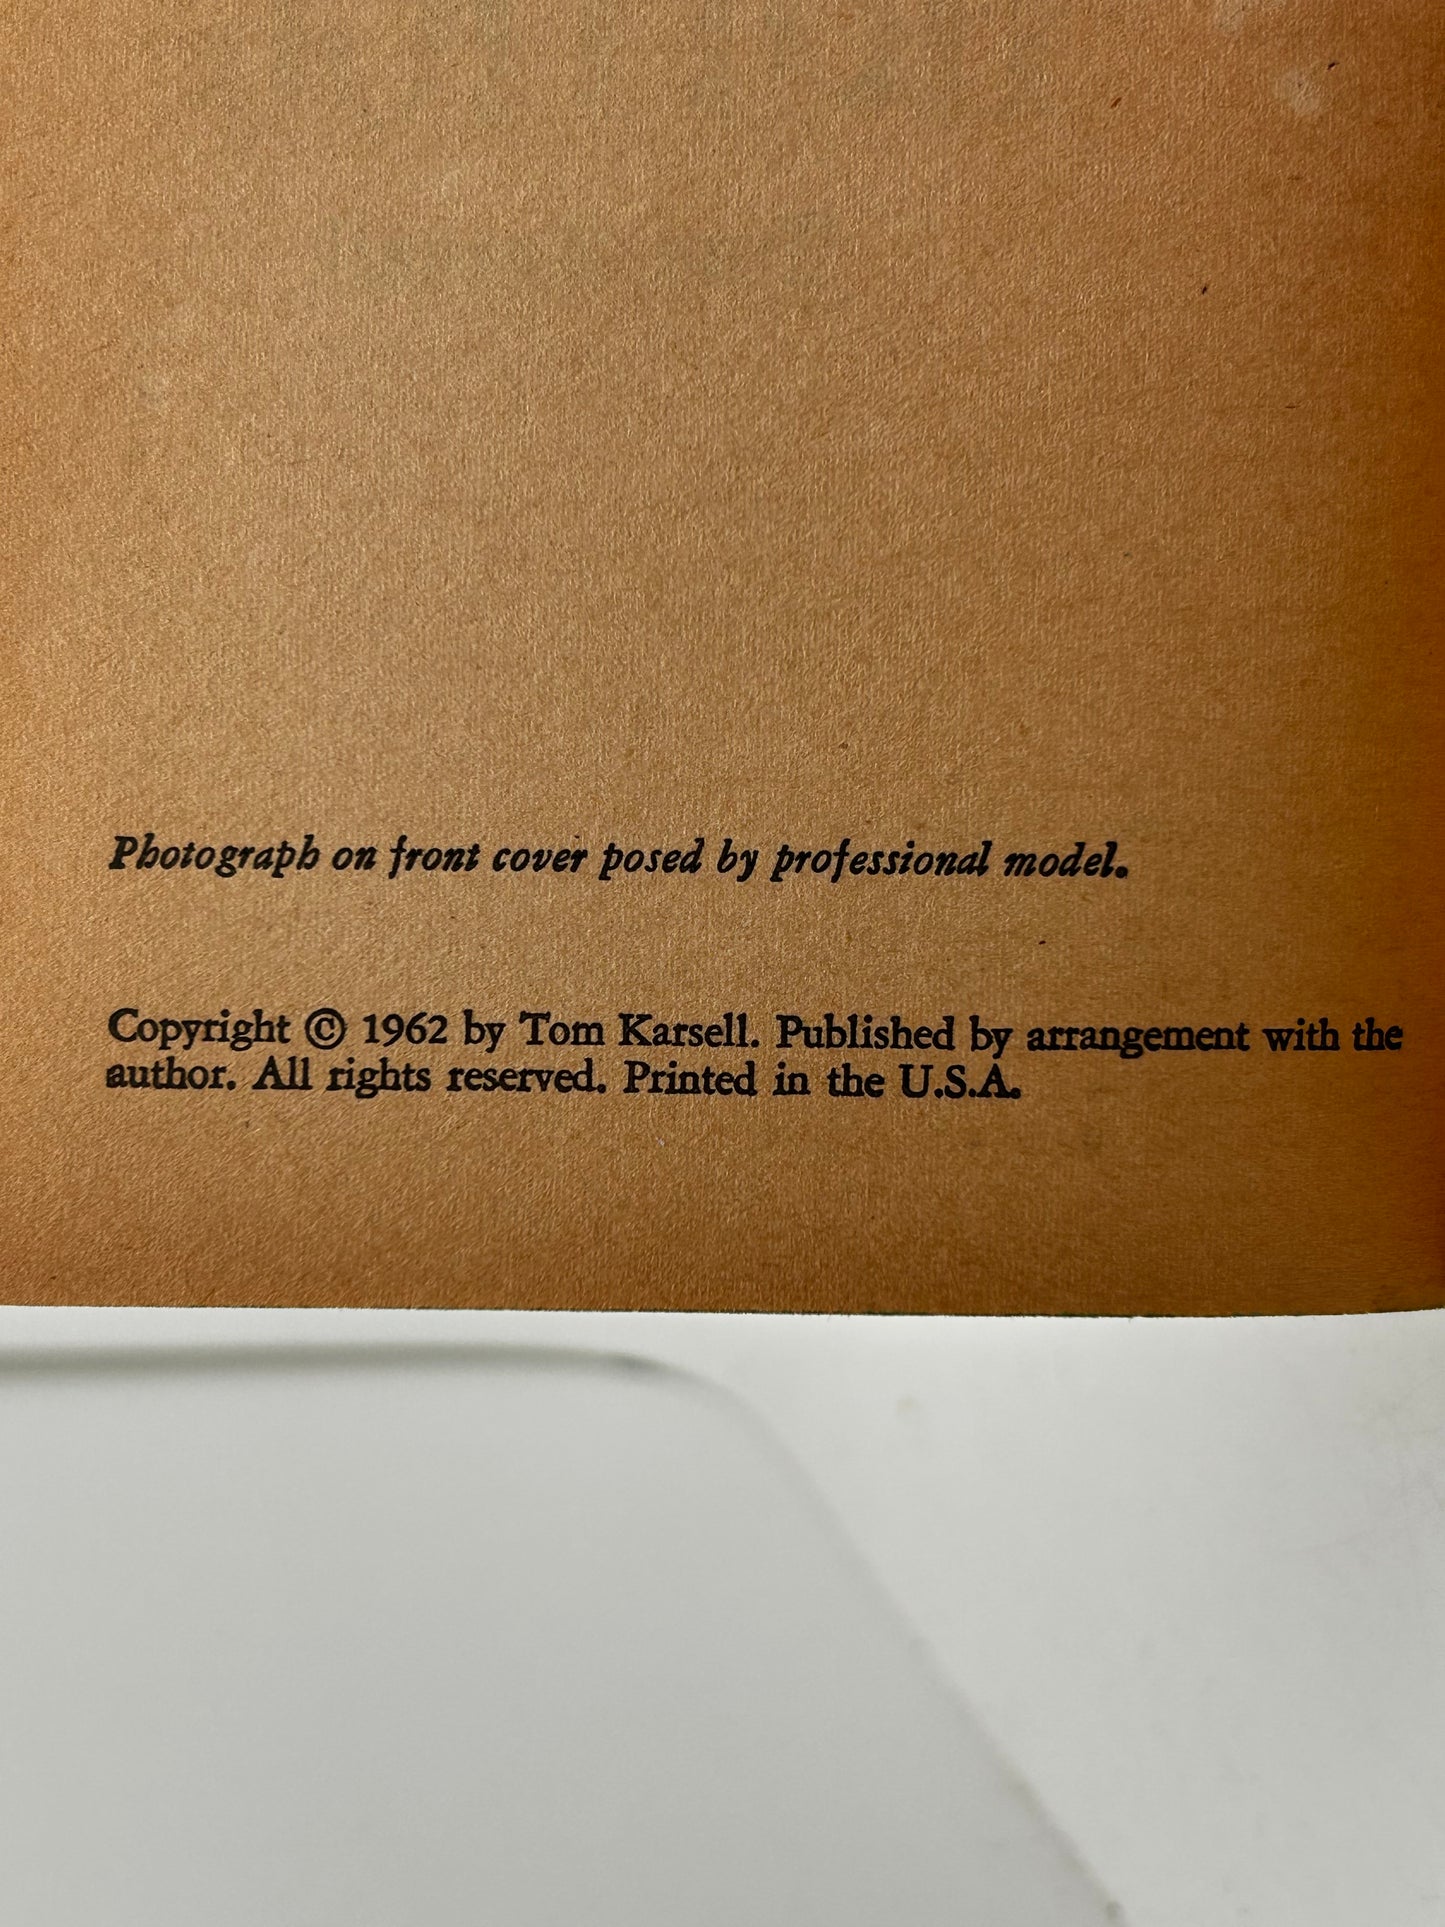 Photograph on front cover posed by professional model.
Copyright © 1962 by Tom Karsell. Published by arrangement with the
author. All rights reserved. Printed in the U.S.A.